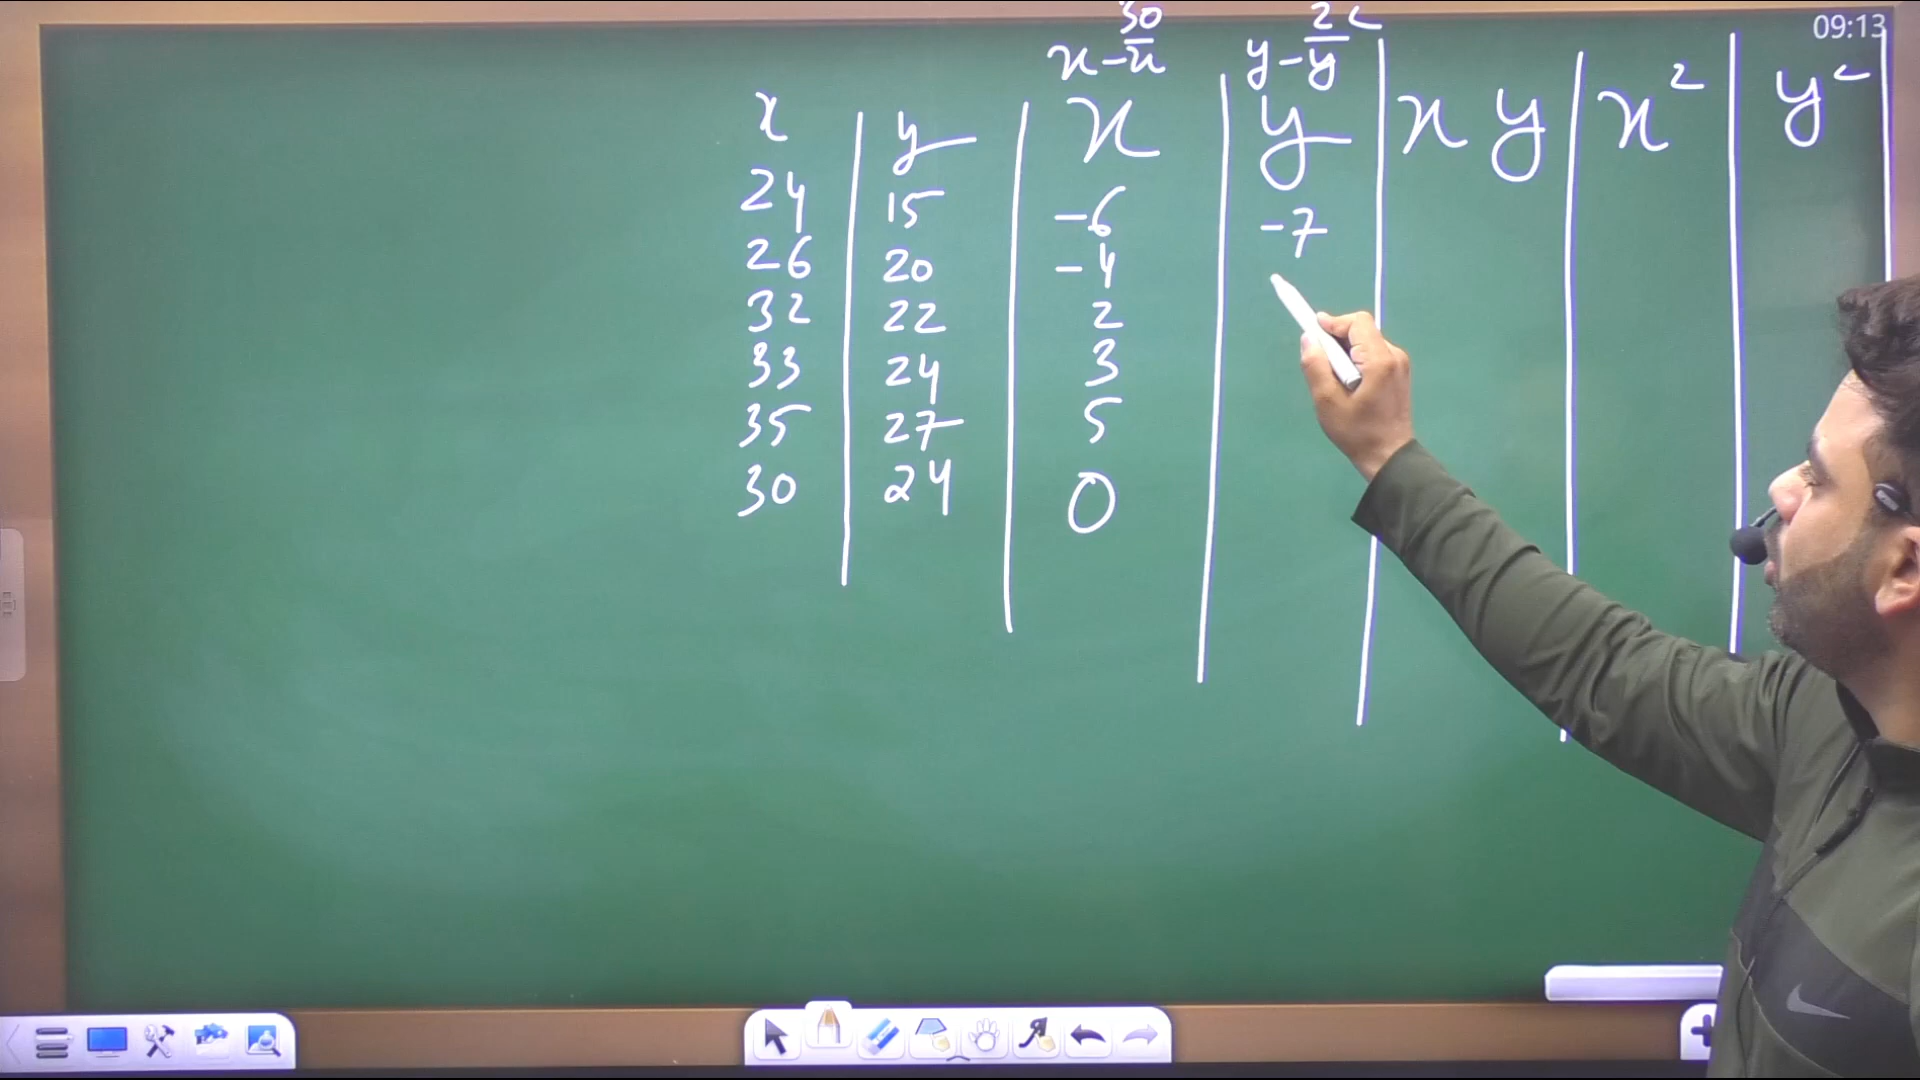 30 22
09:13
x-x̄ y-ȳ
x y x y x y x² y²
24 15 -6 -7
26 20 -4
32 22 2
33 24 3
35 27 5
30 24 0